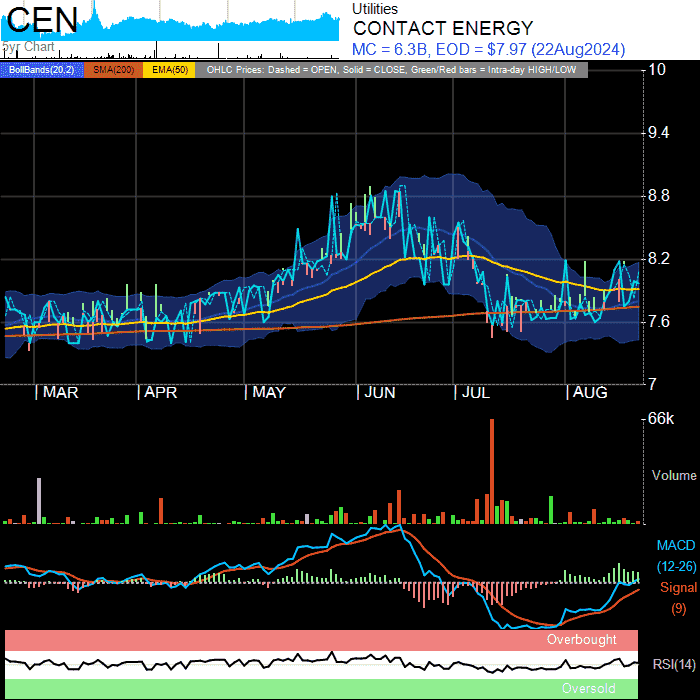 CEN
5yr Chart
Utilities
CONTACT ENERGY
MC = 6.3B, EOD = $7.97 (22Aug2024)
BollBands(20,2) SMA(200) EMA(50) OHLC Prices: Dashed = OPEN, Solid = CLOSE, Green/Red bars = Intra-day HIGH/LOW
10
9.4
8.8
8.2
7.6
7
MAR APR MAY JUN JUL AUG
66k
Volume
MACD
(12-26)
Signal
(9)
Overbought
RSI(14)
Oversold